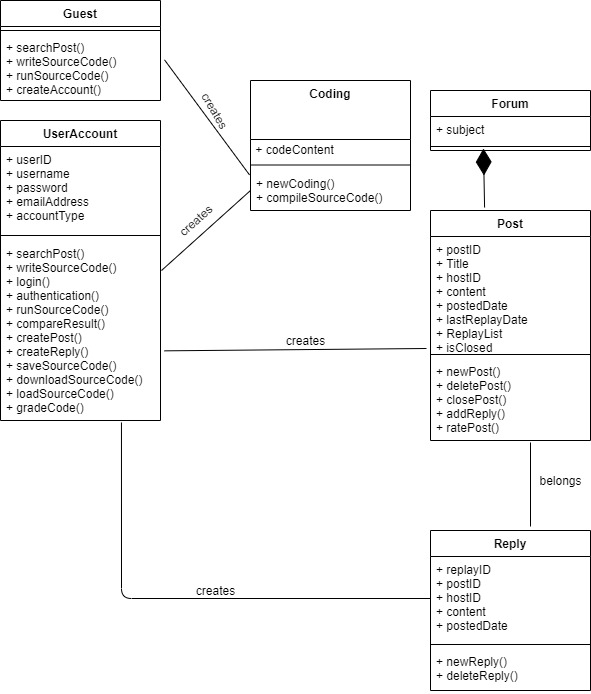 Guest
+ searchPost()
+ writeSourceCode()
+ runSourceCode()
+ createAccount()
creates
Coding
+ codeContent
+ newCoding()
+ compileSourceCode()
Forum
+ subject
UserAccount
+ userID
+ username
+ password
+ emailAddress
+ accountType
+ searchPost()
+ writeSourceCode()
+ login()
+ authentication()
+ runSourceCode()
+ compareResult()
+ createPost()
+ createReply()
+ saveSourceCode()
+ downloadSourceCode()
+ loadSourceCode()
+ gradeCode()
creates
creates
Post
+ postID
+ Title
+ hostID
+ content
+ postedDate
+ lastReplayDate
+ ReplayList
+ isClosed
+ newPost()
+ deletePost()
+ closePost()
+ addReply()
+ ratePost()
belongs
creates
Reply
+ replayID
+ postID
+ hostID
+ content
+ postedDate
+ newReply()
+ deleteReply()